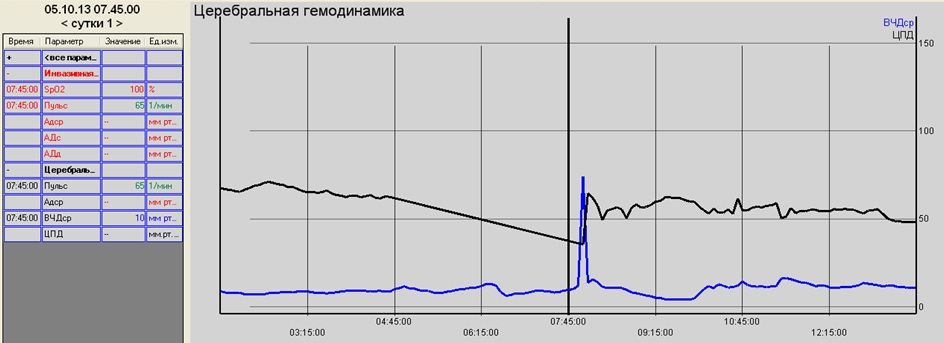 05.10.13 07.45.00
< сутки 1 >
Время Параметр Значение Ед.изм.
+ <все парам...
- Инвазивная...
07:45:00 SpO2 100 %
07:45:00 Пульс 65 1/мин
Адср -- мм рт...
АДс -- мм рт...
АДд -- мм рт...
- Церебраль...
07:45:00 Пульс 65 1/мин
Адср -- мм рт...
07:45:00 ВЧДср 10 мм рт...
ЦПД -- мм.рт....
Церебральная гемодинамика
ВЧДср
ЦПД
150
100
50
0
03:15:00 04:45:00 06:15:00 07:45:00 09:15:00 10:45:00 12:15:00